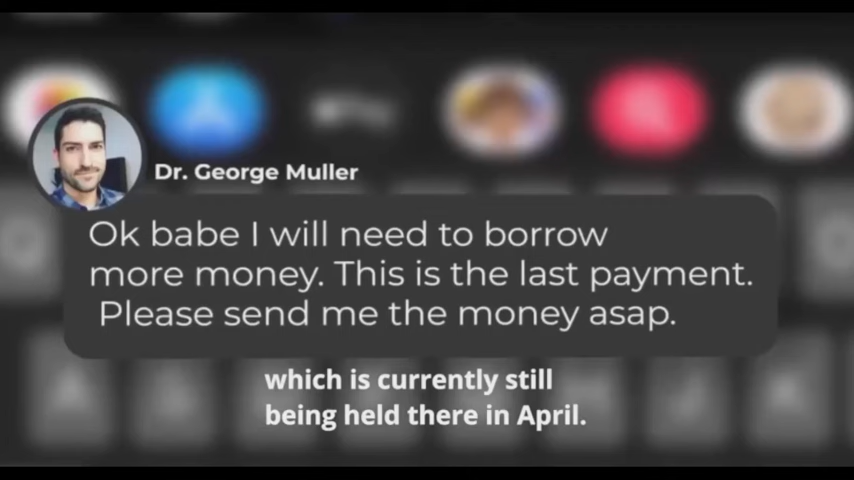 Dr. George Muller
Ok babe I will need to borrow
more money. This is the last payment.
Please send me the money asap.
which is currently still
being held there in April.